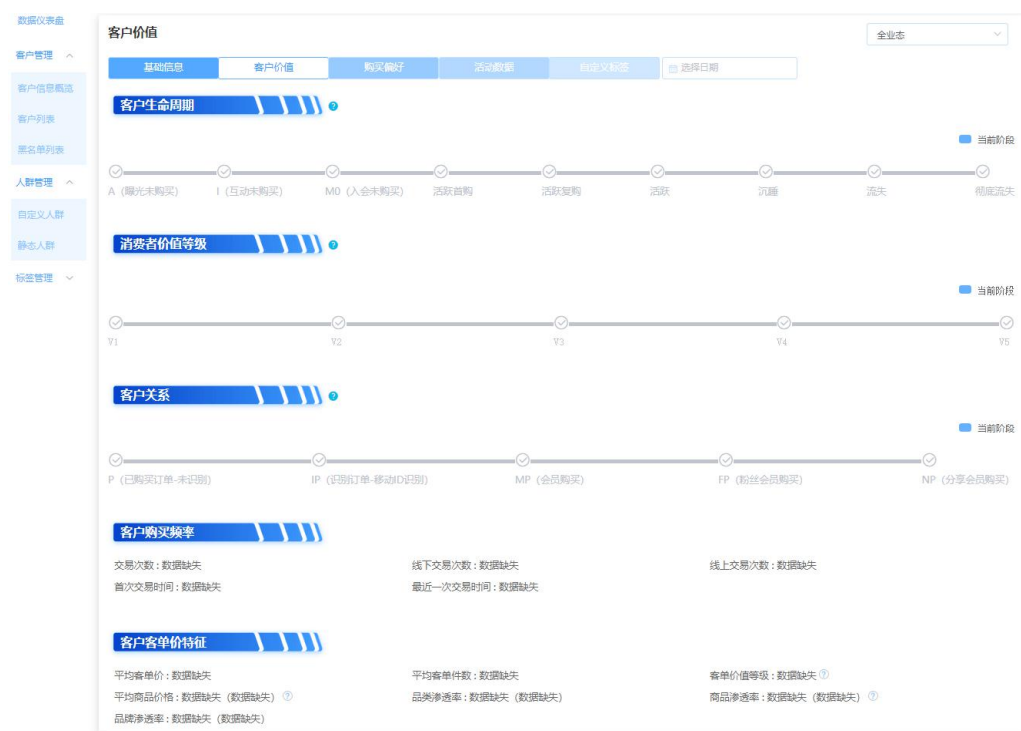 数据仪表盘
客户管理
客户信息概览
客户列表
黑名单列表
人群管理
自定义人群
静态人群
标签管理
客户价值
全业态
基础信息 客户价值 购买偏好 活动数据 自定义标签 选择日期
客户生命周期
当前阶段
A（曝光未购买） I（互动未购买） M0（入会未购买） 活跃首购 活跃复购 活跃 沉睡 流失 彻底流失
消费者价值等级
当前阶段
V1 V2 V3 V4 V5
客户关系
当前阶段
P（已购买订单-未识别） IP（识别订单-移动ID识别） MP（会员购买） FP（粉丝会员购买） NP（分享会员购买）
客户购买频率
交易次数：数据缺失 线下交易次数：数据缺失 线上交易次数：数据缺失
首次交易时间：数据缺失 最近一次交易时间：数据缺失
客户客单价特征
平均客单价：数据缺失 平均客单件数：数据缺失 客单价值等级：数据缺失
平均商品价格：数据缺失（数据缺失） 品类渗透率：数据缺失（数据缺失） 商品渗透率：数据缺失（数据缺失）
品牌渗透率：数据缺失（数据缺失）